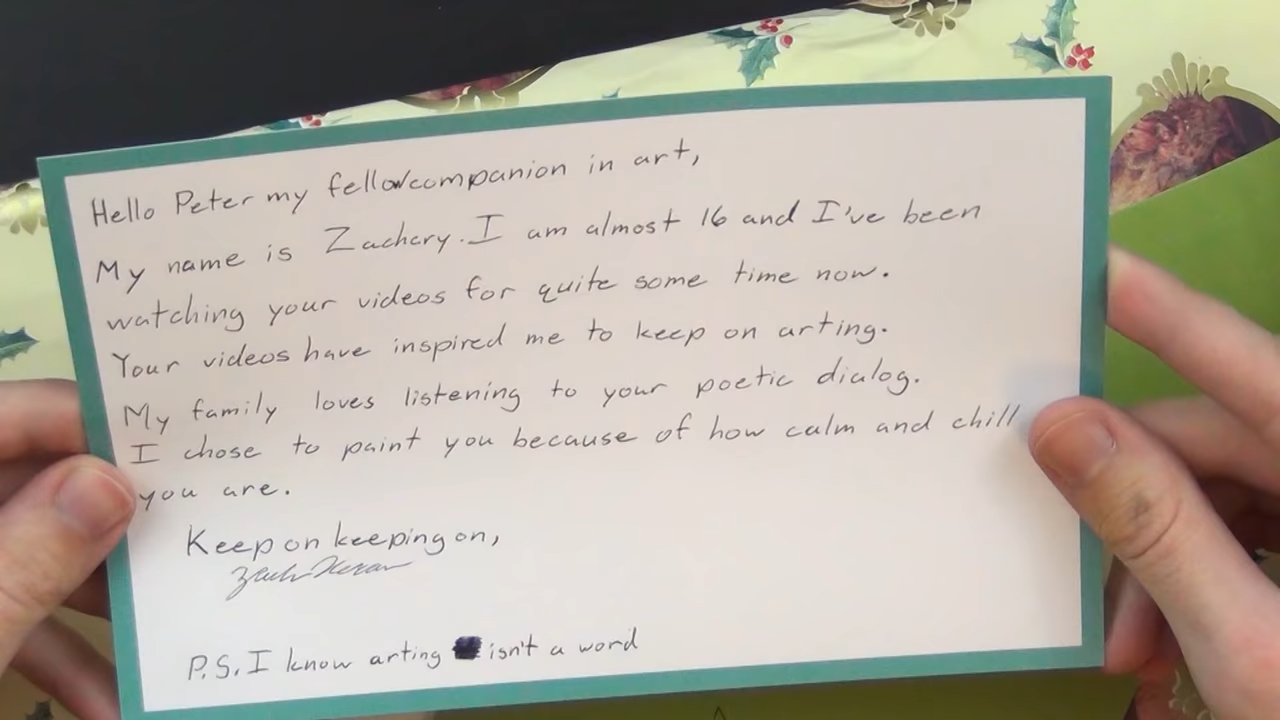 Hello Peter my fellow companion in art,
My name is Zachary. I am almost 16 and I've been
watching your videos for quite some time now.
Your videos have inspired me to keep on arting.
My family loves listening to your poetic dialog.
I chose to paint you because of how calm and chill
you are.
Keep on keeping on,
P.S. I know arting isn't a word